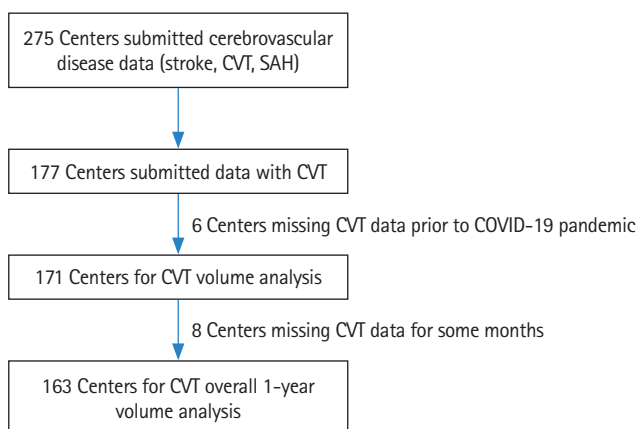 275 Centers submitted cerebrovascular
disease data (stroke, CVT, SAH)
177 Centers submitted data with CVT
6 Centers missing CVT data prior to COVID-19 pandemic
171 Centers for CVT volume analysis
8 Centers missing CVT data for some months
163 Centers for CVT overall 1-year
volume analysis